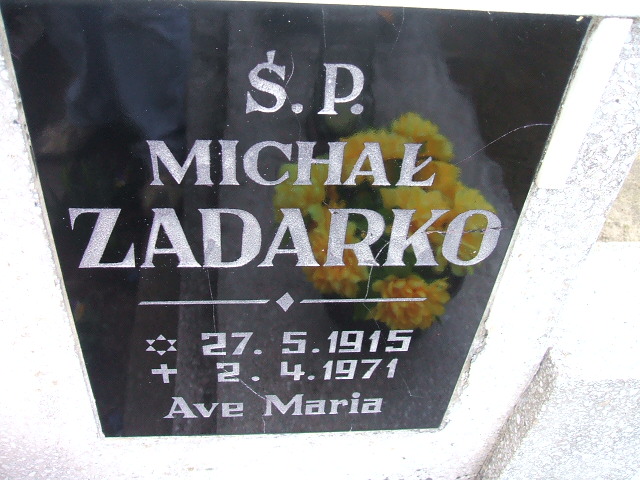 Ś.P.
MICHAŁ
ZADARKO
✡ 27.5.1915
✝ 2.4.1971
Ave Maria